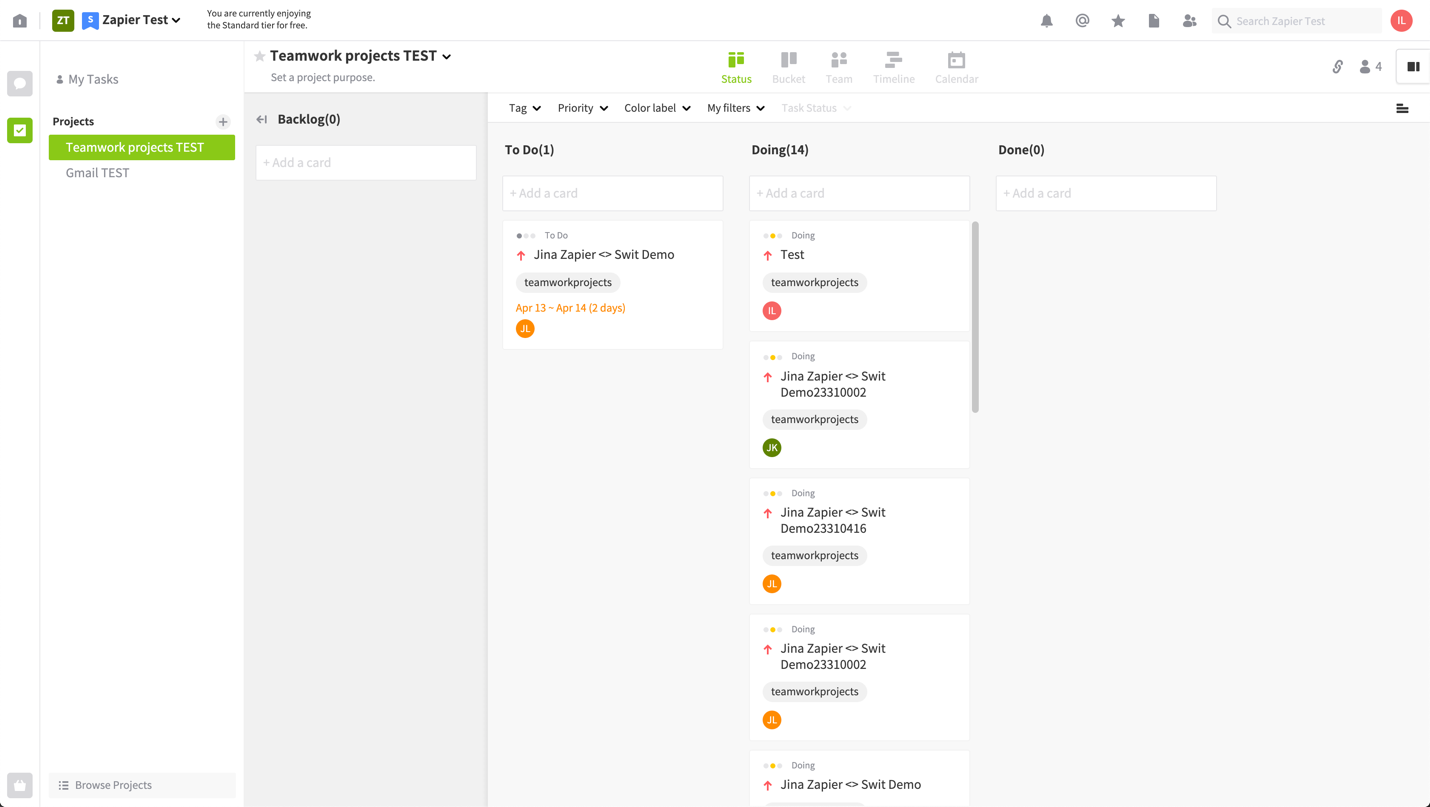 ZT
S
Zapier Test
You are currently enjoying
the Standard tier for free.
Search Zapier Test
IL
My Tasks
Projects
Teamwork projects TEST
Gmail TEST
Browse Projects
Teamwork projects TEST
Set a project purpose.
Status
Bucket
Team
Timeline
Calendar
4
Backlog(0)
+ Add a card
Tag
Priority
Color label
My filters
Task Status
To Do(1)
+ Add a card
To Do
Jina Zapier <> Swit Demo
teamworkprojects
Apr 13 ~ Apr 14 (2 days)
JL
Doing(14)
+ Add a card
Doing
Test
teamworkprojects
IL
Doing
Jina Zapier <> Swit
Demo23310002
teamworkprojects
JK
Doing
Jina Zapier <> Swit
Demo23310416
teamworkprojects
JL
Doing
Jina Zapier <> Swit
Demo23310002
teamworkprojects
JL
Doing
Jina Zapier <> Swit Demo
Done(0)
+ Add a card